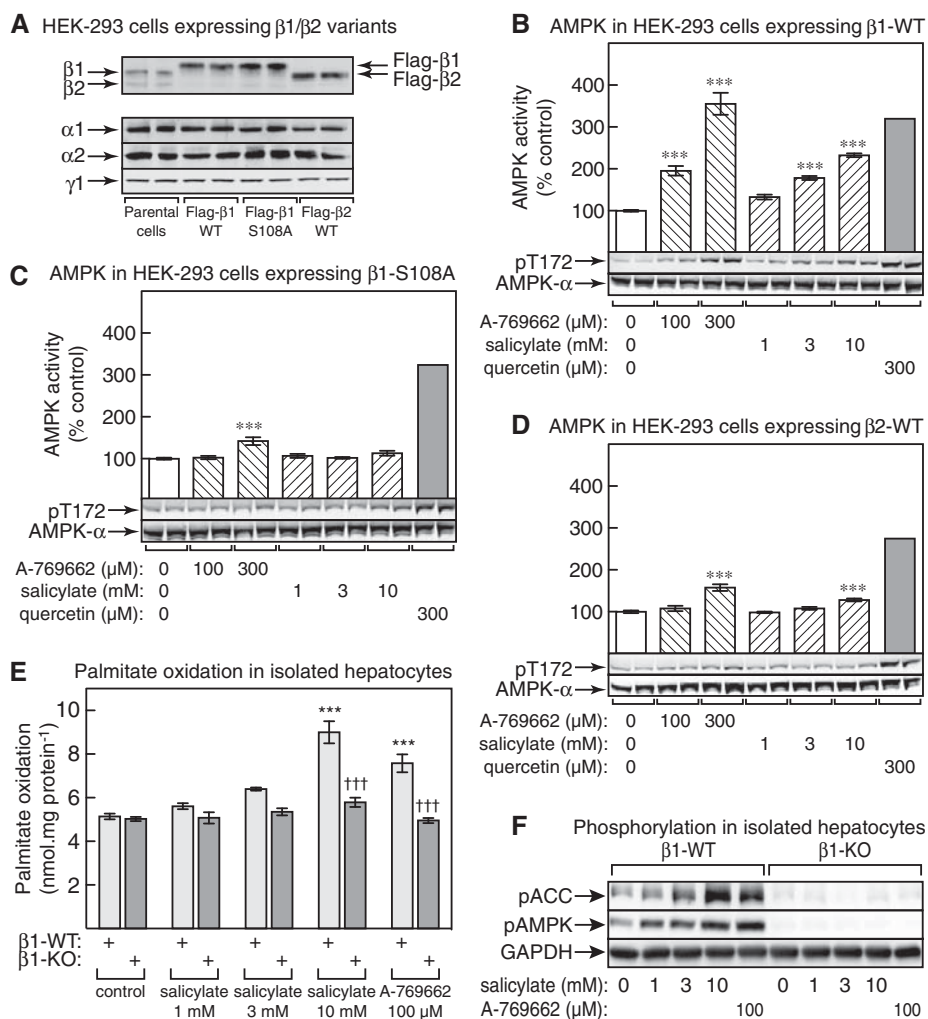 A HEK-293 cells expressing β1/β2 variants
β1
β2
Flag-β1
Flag-β2
α1
α2
γ1
Parental cells
Flag-β1 WT
Flag-β1 S108A
Flag-β2 WT
B AMPK in HEK-293 cells expressing β1-WT
AMPK activity
(% control)
400
300
200
100
*** *** *** ***
pT172
AMPK-α
A-769662 (µM): 0 100 300
salicylate (mM: 0 1 3 10
quercetin (µM): 0 300
C AMPK in HEK-293 cells expressing β1-S108A
AMPK activity
(% control)
400
300
200
100
***
pT172
AMPK-α
A-769662 (µM): 0 100 300
salicylate (mM: 0 1 3 10
quercetin (µM): 0 300
D AMPK in HEK-293 cells expressing β2-WT
400
300
200
100
*** ***
pT172
AMPK-α
A-769662 (µM): 0 100 300
salicylate (mM): 0 1 3 10
quercetin (µM): 0 300
E Palmitate oxidation in isolated hepatocytes
Palmitate oxidation
(nmol.mg protein-1)
10
8
6
4
2
*** ††† *** †††
β1-WT: + + + + +
β1-KO: + + + + +
control
salicylate 1 mM
salicylate 3 mM
salicylate 10 mM
A-769662 100 µM
F Phosphorylation in isolated hepatocytes
β1-WT β1-KO
pACC
pAMPK
GAPDH
salicylate (mM): 0 1 3 10 0 1 3 10
A-769662 (µM): 100 100